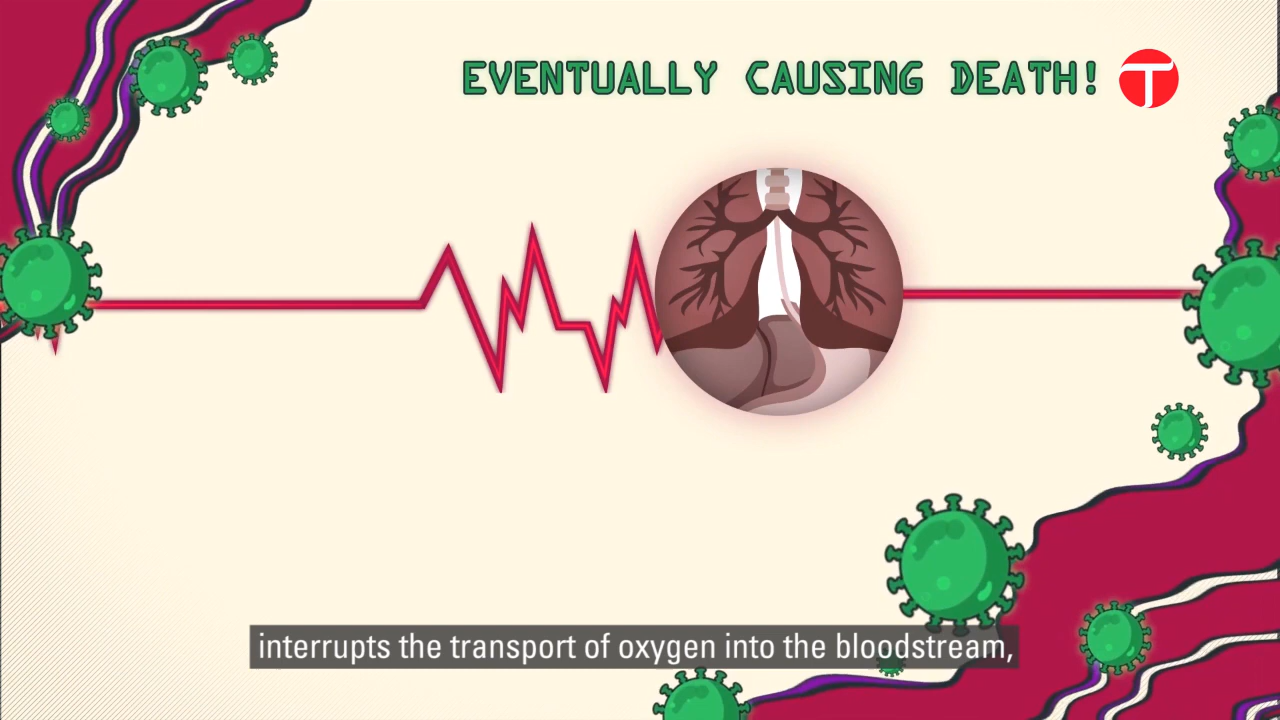 EVENTUALLY CAUSING DEATH!
T
interrupts the transport of oxygen into the bloodstream,